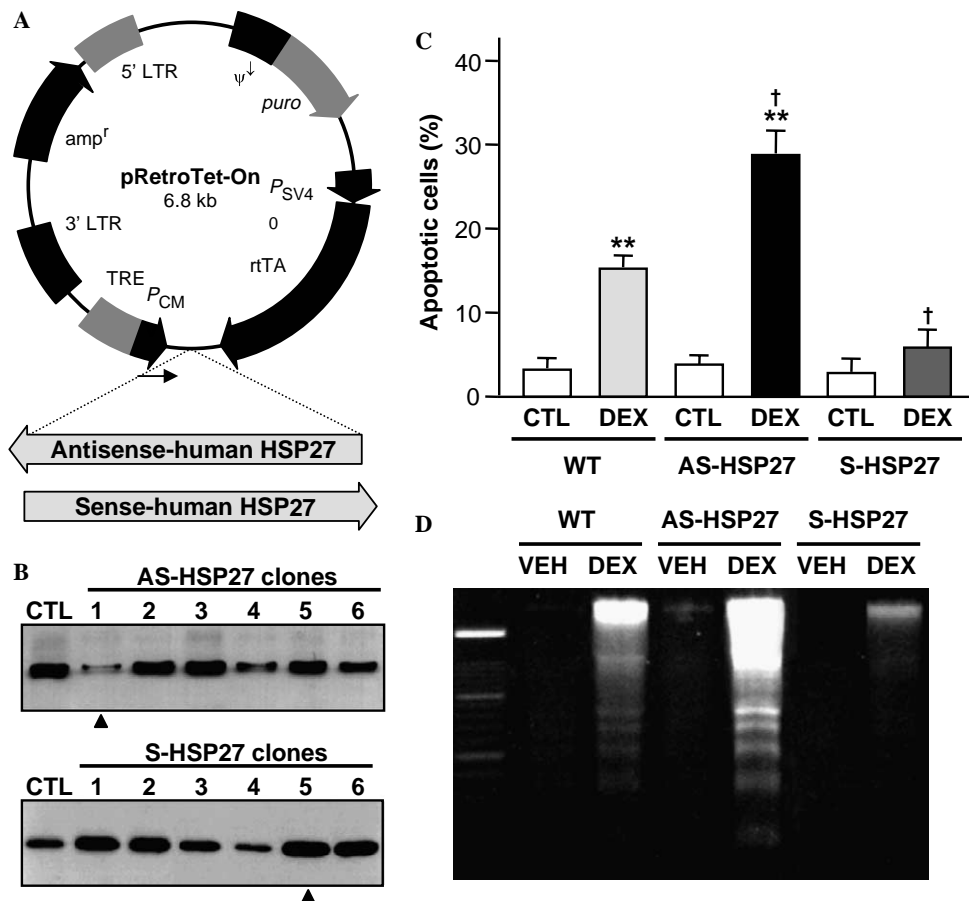 A
5' LTR
ψ↓
puro
ampʳ
pRetroTet-On
6.8 kb
P_SV4
0
3' LTR
rtTA
TRE
P_CM
Antisense-human HSP27
Sense-human HSP27
B
AS-HSP27 clones
CTL 1 2 3 4 5 6
S-HSP27 clones
CTL 1 2 3 4 5 6
C
Apoptotic cells (%)
40
30
20
10
0
**
†
**
†
CTL DEX CTL DEX CTL DEX
WT AS-HSP27 S-HSP27
D
WT AS-HSP27 S-HSP27
VEH DEX VEH DEX VEH DEX